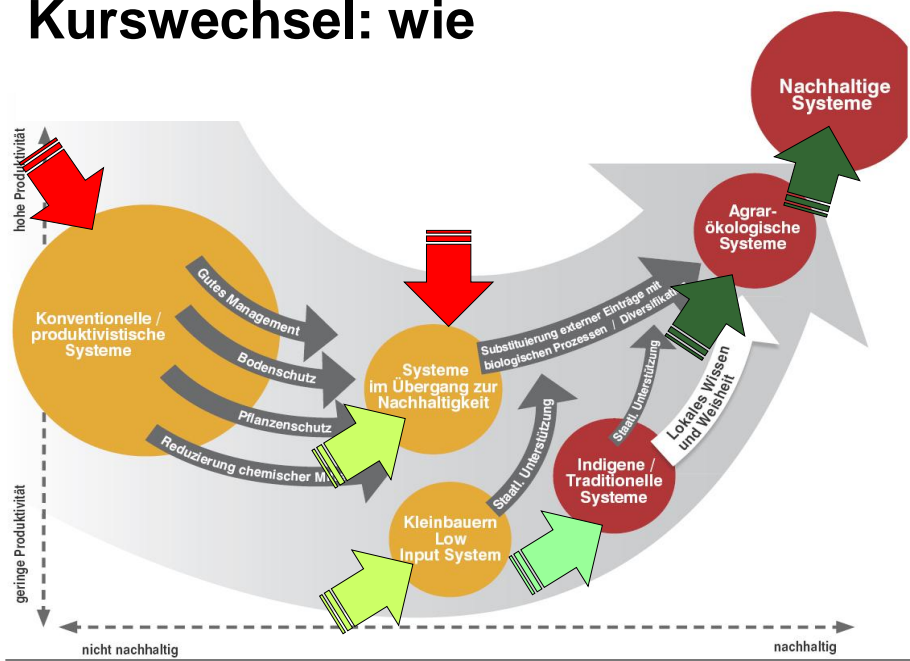 Kurswechsel: wie
Nachhaltige
Systeme
hohe Produktivität
Agrar-
ökologische
Systeme
Gutes Management
Konventionelle /
produktivistische
Systeme
Bodenschutz
Substituierung externer Einträge mit
biologischen Prozessen / Diversifikati
Systeme
im Übergang zur
Nachhaltigkeit
Pflanzenschutz
Reduzierung chemischer M
Staatl. Unterstützung
Staatl. Unterstützung
Lokales Wissen
und Weisheit
Indigene /
Traditionelle
Systeme
Kleinbauern
Low
Input System
geringe Produktivität
nicht nachhaltig
nachhaltig